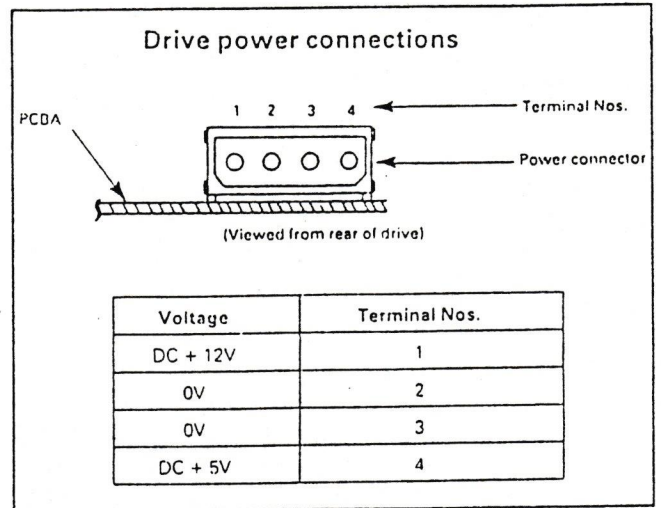 Drive power connections
1 2 3 4
Terminal Nos.
PCBA
Power connector
(Viewed from rear of drive)
Voltage Terminal Nos.
DC + 12V 1
0V 2
0V 3
DC + 5V 4